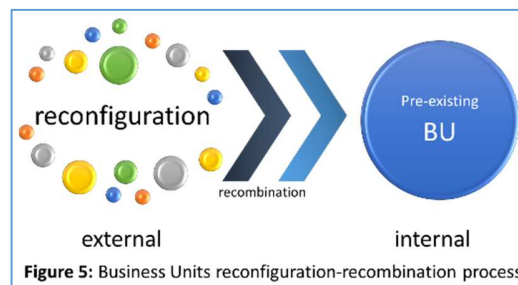 reconfiguration
recombination
Pre-existing
BU
external
internal
Figure 5: Business Units reconfiguration-recombination process